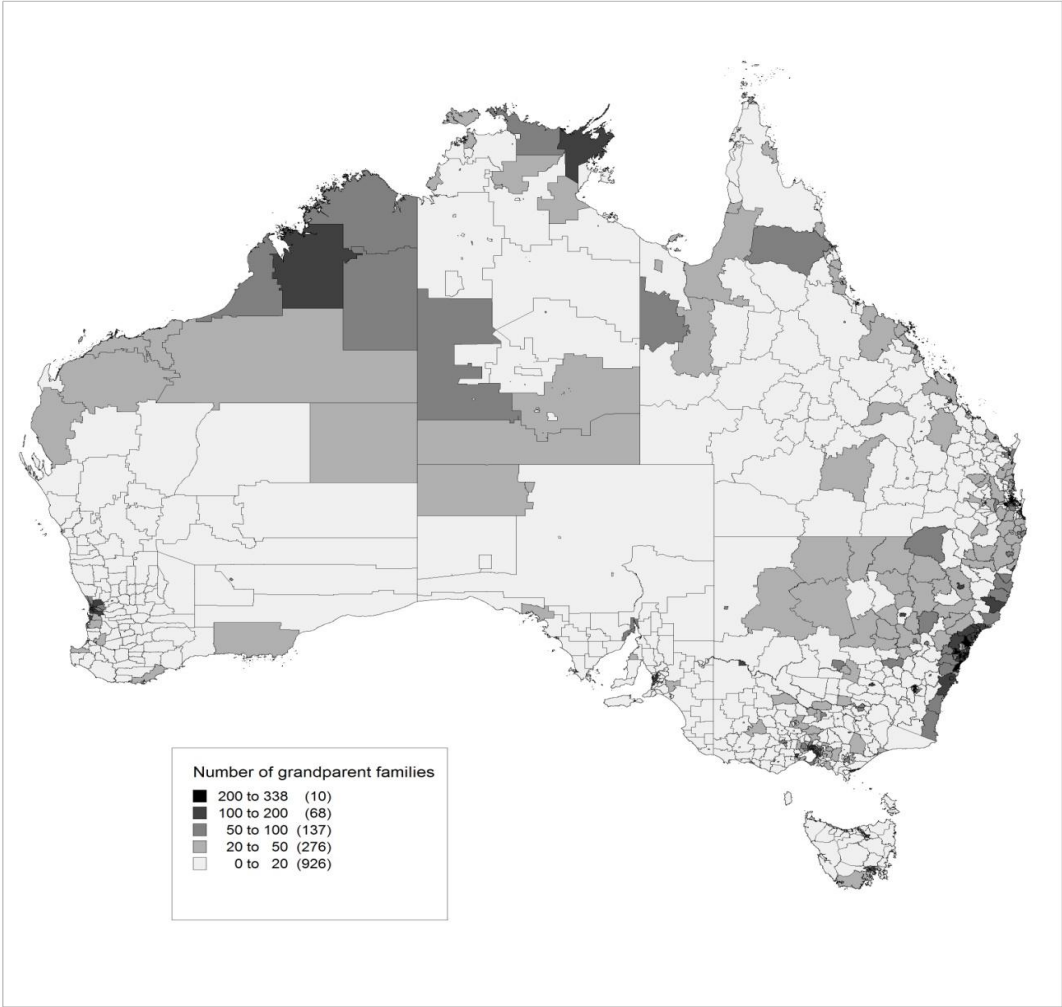 Number of grandparent families
200 to 338 (10)
100 to 200 (68)
50 to 100 (137)
20 to 50 (276)
0 to 20 (926)